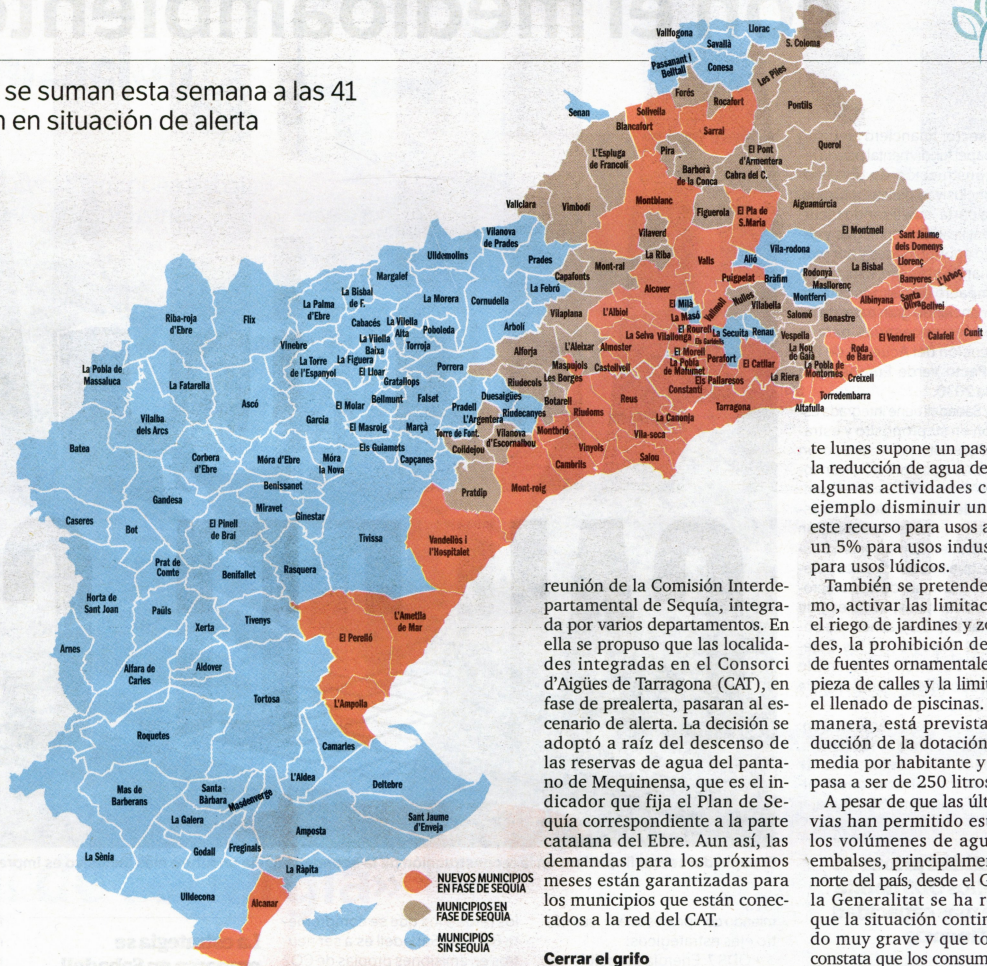 se suman esta semana a las 41
en situación de alerta
Vallfogona
Llorac
Savallà
S. Coloma
Passanant i
Belltall
Conesa
Les Piles
Forés
Rocafort
Pontils
Senan
Solivella
Blancafort
Sarral
Querol
L'Espluga
de Francolí
Pira
El Pont
d'Armentera
Barberà
de la Conca
Cabra del C.
Vallclara
Vimbodí
Montblanc
Figuerola
El Pla de
S.Maria
Aiguamúrcia
Vilaverd
El Montmell
Sant Jaume
dels Domenys
Vilanova
de Prades
Ulldemolins
Prades
La Riba
Valls
Alió
Vila-rodona
Llorenç
Margalef
La Febró
Capafonts
Mont-ral
Puigpelat
Bràfim
Rodonyà
Masllorenç
La Bisbal
Banyeres
L'Arboç
La Bisbal
de F.
La Morera
Cornudella
Alcover
El Milà
La Masó
Vallmoll
Nulles
Vilabella
Montferri
Albinyana
Santa
Oliva
Bellvei
La Palma
d'Ebre
Riba-roja
d'Ebre
Flix
Cabacés
La Vilella
Alta
Poboleda
Arbolí
Vilaplana
L'Albiol
El Rourell
Els Garidells
La Secuita
Renau
Salomó
Bonastre
Vinebre
La Vilella
Baixa
Torroja
La Selva
Vilallonga
Vespella
El Vendrell
Calafell
Cunit
La Torre
de l'Espanyol
La Figuera
El Lloar
Porrera
Alforja
L'Aleixar
Almoster
El Morell
La Pobla
de Mafumet
Perafort
El Catllar
La Nou
de Gaià
Roda
de Barà
La Pobla de
Massaluca
La Fatarella
Gratallops
Maspujols
Les Borges
Castellvell
Els Pallaresos
La Riera
La Pobla de
Montornès
Creixell
Ascó
El Molar
Bellmunt
Falset
Duesaigües
Riudecols
Botarell
Constantí
Torredembarra
Pradell
L'Argentera
Riudecanyes
Riudoms
Reus
La Canonja
Tarragona
Altafulla
Vilalba
dels Arcs
Garcia
El Masroig
Marçà
Torre de Font.
Colldejou
Vilanova
d'Escornalbou
Montbrió
Vila-seca
Batea
Corbera
d'Ebre
Móra d'Ebre
Móra
la Nova
Els Guiamets
Capçanes
Vinyols
Cambrils
Salou
Benissanet
Mont-roig
Gandesa
Miravet
Ginestar
Pratdip
Caseres
Bot
El Pinell
de Brai
Tivissa
Vandellòs i
l'Hospitalet
Prat de
Comte
Benifallet
Rasquera
Horta de
Sant Joan
Paüls
Xerta
Tivenys
L'Ametlla
de Mar
El Perelló
Arnes
Alfara de
Carles
Aldover
Tortosa
L'Ampolla
Roquetes
Camarles
Mas de
Barberans
Santa
Bàrbara
Masdenverge
L'Aldea
Deltebre
La Galera
Sant Jaume
d'Enveja
Amposta
La Sènia
Godall
Freginals
La Ràpita
Ulldecona
Alcanar
NUEVOS MUNICIPIOS
EN FASE DE SEQUÍA
MUNICIPIOS EN
FASE DE SEQUÍA
MUNICIPIOS
SIN SEQUÍA
reunión de la Comisión Interde-
partamental de Sequía, integra-
da por varios departamentos. En
ella se propuso que las localida-
des integradas en el Consorci
d'Aigües de Tarragona (CAT), en
fase de prealerta, pasaran al es-
cenario de alerta. La decisión se
adoptó a raíz del descenso de
las reservas de agua del panta-
no de Mequinensa, que es el in-
dicador que fija el Plan de Se-
quía correspondiente a la parte
catalana del Ebre. Aun así, las
demandas para los próximos
meses están garantizadas para
los municipios que están conec-
tados a la red del CAT.
Cerrar el grifo
te lunes supone un paso
la reducción de agua de
algunas actividades c
ejemplo disminuir un
este recurso para usos a
un 5% para usos indus
para usos lúdicos.
También se pretende
mo, activar las limitac
el riego de jardines y zo
des, la prohibición de
de fuentes ornamentale
pieza de calles y la limit
el llenado de piscinas.
manera, está prevista
ducción de la dotación
media por habitante y
pasa a ser de 250 litros
A pesar de que las últ
vias han permitido est
los volúmenes de agu
embalses, principalmen
norte del país, desde el G
la Generalitat se ha r
que la situación contin
do muy grave y que to
constata que los consum